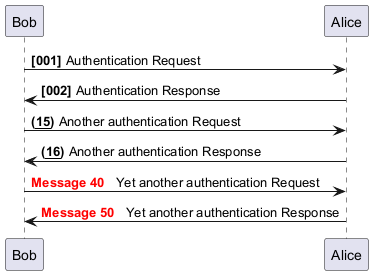 Bob Alice
[001] Authentication Request
[002] Authentication Response
(15) Another authentication Request
(16) Another authentication Response
Message 40 Yet another authentication Request
Message 50 Yet another authentication Response
Bob Alice